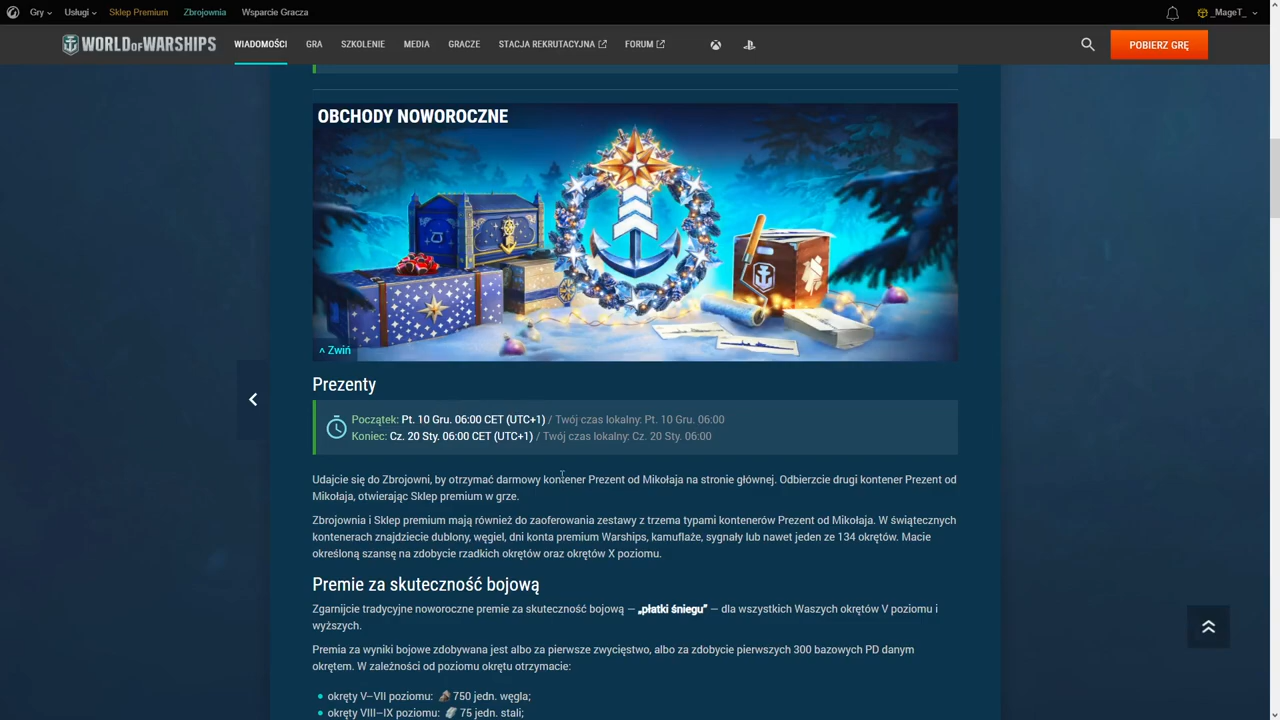 Gry Usługi Sklep Premium Zbrojownia Wsparcie Gracza _MageT_
WORLD OF WARSHIPS WIADOMOŚCI GRA SZKOLENIE MEDIA GRACZE STACJA REKRUTACYJNA FORUM POBIERZ GRĘ
OBCHODY NOWOROCZNE
^ Zwiń
Prezenty
Początek: Pt. 10 Gru. 06:00 CET (UTC+1) / Twój czas lokalny: Pt. 10 Gru. 06:00
Koniec: Cz. 20 Sty. 06:00 CET (UTC+1) / Twój czas lokalny: Cz. 20 Sty. 06:00
Udajcie się do Zbrojowni, by otrzymać darmowy kontener Prezent od Mikołaja na stronie głównej. Odbierzcie drugi kontener Prezent od
Mikołaja, otwierając Sklep premium w grze.
Zbrojownia i Sklep premium mają również do zaoferowania zestawy z trzema typami kontenerów Prezent od Mikołaja. W świątecznych
kontenerach znajdziecie dublony, węgiel, dni konta premium Warships, kamuflaże, sygnały lub nawet jeden ze 134 okrętów. Macie
określoną szansę na zdobycie rzadkich okrętów oraz okrętów X poziomu.
Premie za skuteczność bojową
Zgarnijcie tradycyjne noworoczne premie za skuteczność bojową — „płatki śniegu” — dla wszystkich Waszych okrętów V poziomu i
wyższych.
Premia za wyniki bojowe zdobywana jest albo za pierwsze zwycięstwo, albo za zdobycie pierwszych 300 bazowych PD danym
okrętem. W zależności od poziomu okrętu otrzymacie:
okręty V–VII poziomu: 750 jedn. węgla;
okręty VIII–IX poziomu: 75 jedn. stali;